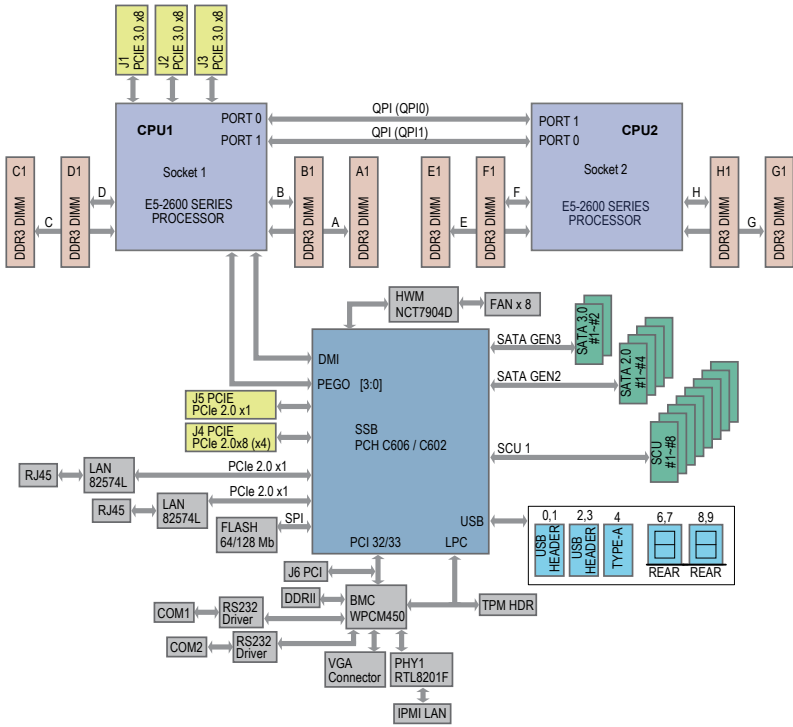 J1
PCIE 3.0 x8
J2
PCIE 3.0 x8
J3
PCIE 3.0 x8
CPU1
PORT 0
PORT 1
Socket 1
E5-2600 SERIES
PROCESSOR
QPI (QPI0)
QPI (QPI1)
PORT 1
PORT 0
CPU2
Socket 2
E5-2600 SERIES
PROCESSOR
C1
DDR3 DIMM
D1
DDR3 DIMM
D
C
B1
DDR3 DIMM
A1
DDR3 DIMM
B
A
E1
DDR3 DIMM
F1
DDR3 DIMM
F
E
H1
DDR3 DIMM
G1
DDR3 DIMM
H
G
HWM
NCT7904D
FAN x 8
DMI
PEGO [3:0]
SSB
PCH C606 / C602
USB
PCI 32/33
LPC
SATA GEN3
SATA 3.0
#1~#2
SATA GEN2
SATA 2.0
#1~#4
SCU 1
SCU
#1~#8
J5 PCIE
PCIe 2.0 x1
J4 PCIE
PCIe 2.0x8 (x4)
RJ45
LAN
82574L
PCIe 2.0 x1
RJ45
LAN
82574L
PCIe 2.0 x1
FLASH
64/128 Mb
SPI
0,1
USB
HEADER
2,3
USB
HEADER
4
TYPE-A
6,7
REAR
8,9
REAR
J6 PCI
DDRII
BMC
WPCM450
TPM HDR
COM1
RS232
Driver
COM2
RS232
Driver
VGA
Connector
PHY1
RTL8201F
IPMI LAN